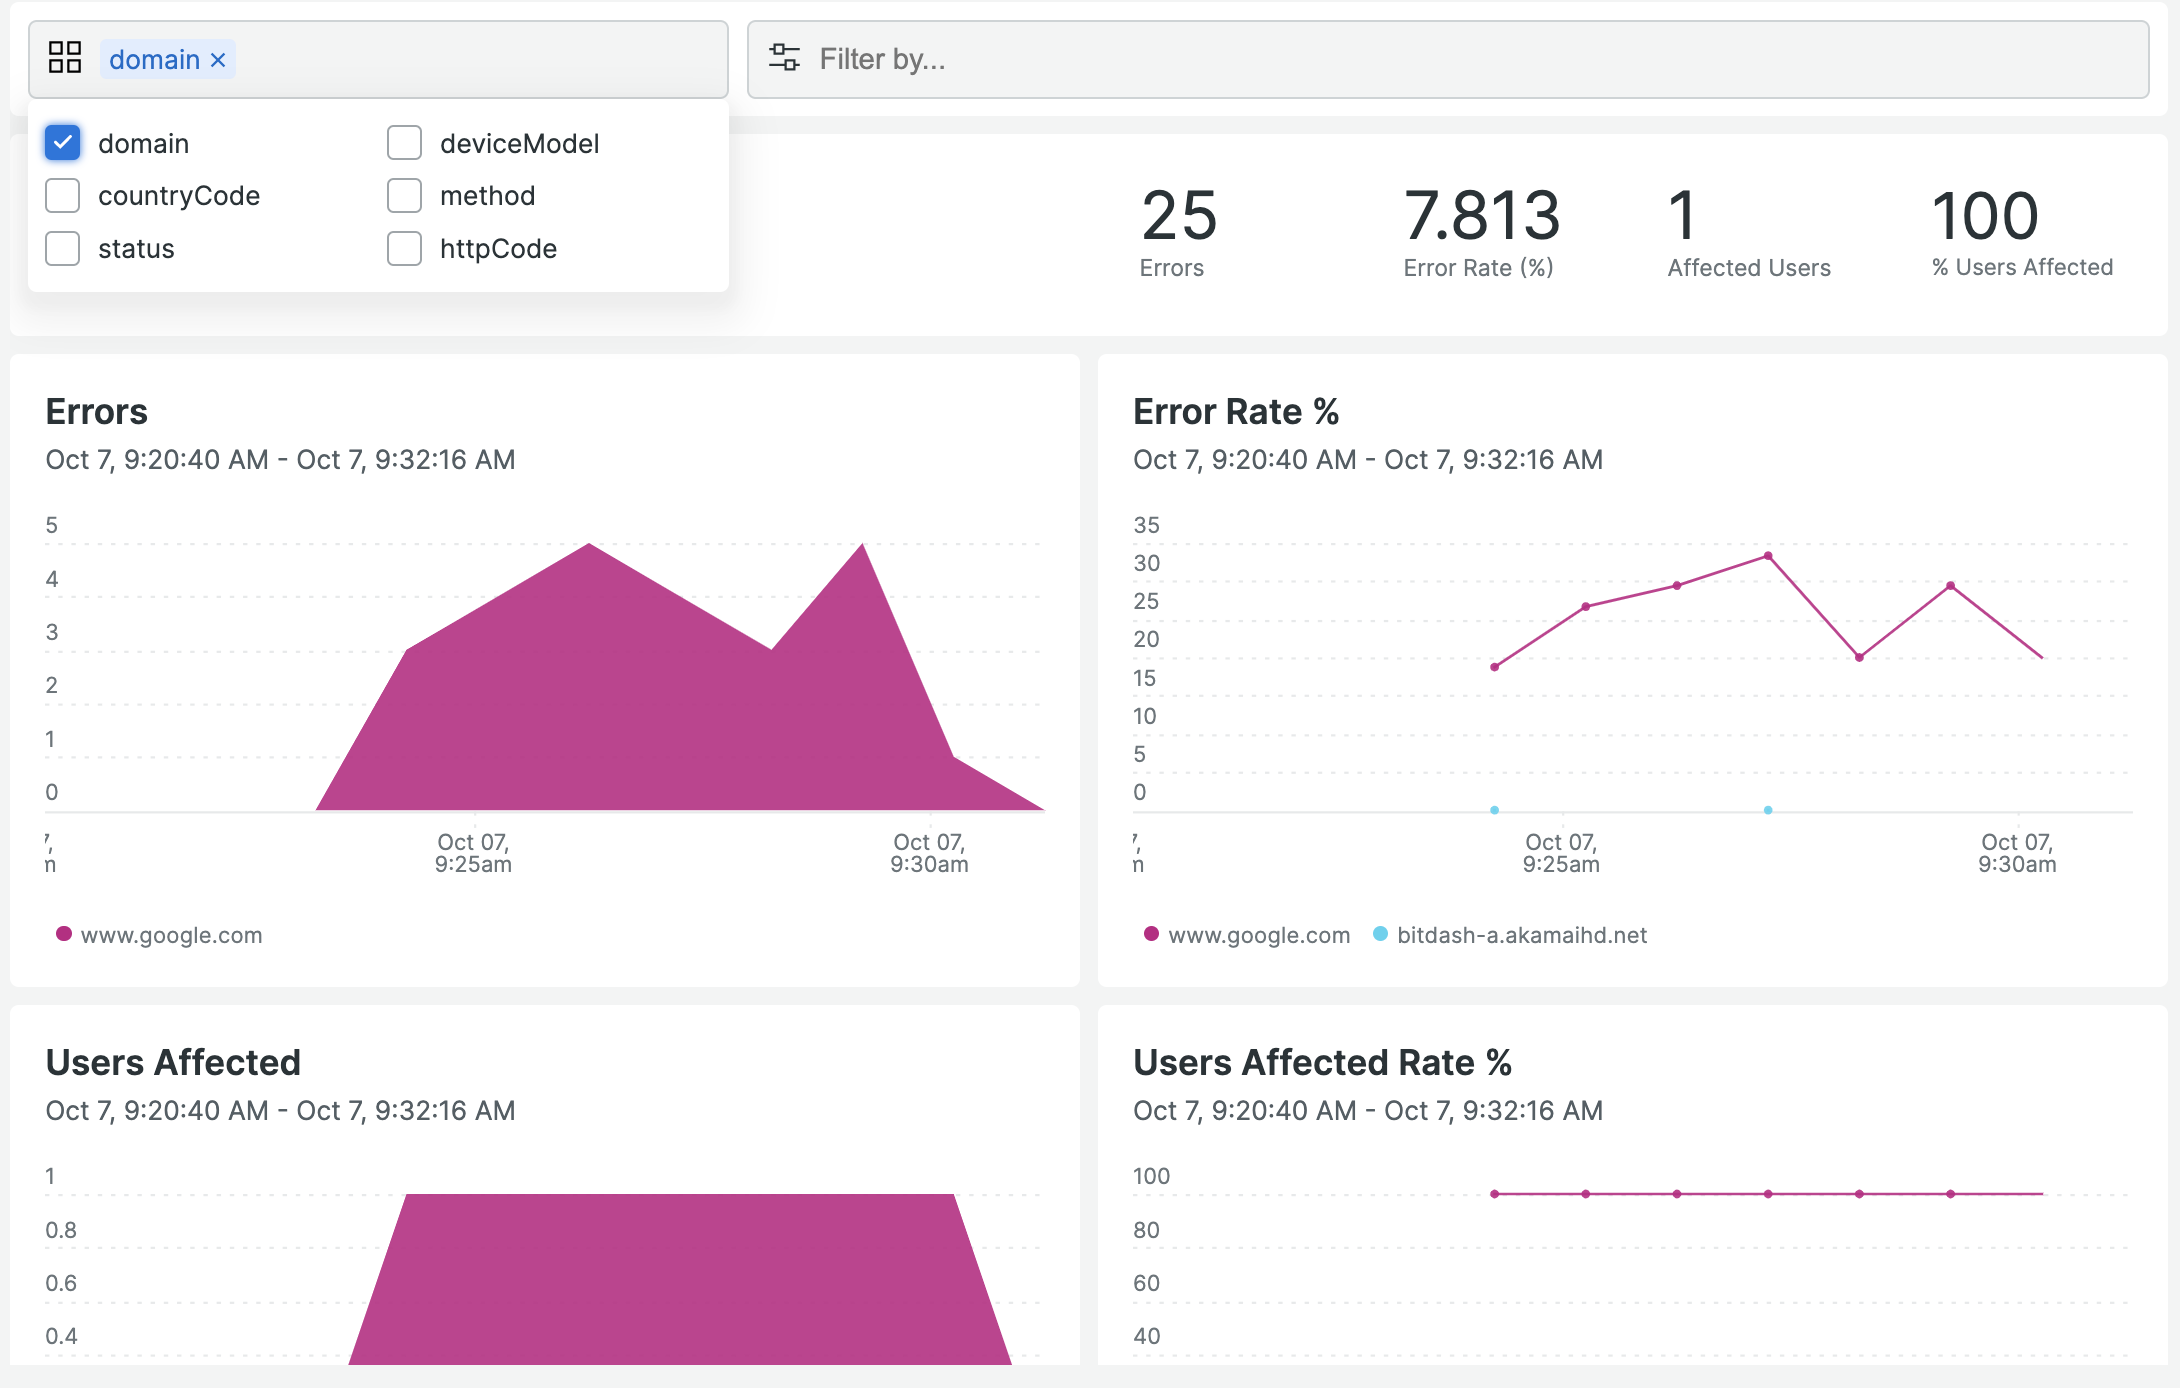 domain ×
Filter by...
domain
deviceModel
countryCode
method
status
httpCode
25
Errors
7.813
Error Rate (%)
1
Affected Users
100
% Users Affected
Errors
Oct 7, 9:20:40 AM - Oct 7, 9:32:16 AM
5
4
3
2
1
0
Oct 07,
9:25am
Oct 07,
9:30am
www.google.com
Error Rate %
Oct 7, 9:20:40 AM - Oct 7, 9:32:16 AM
35
30
25
20
15
10
5
0
Oct 07,
9:25am
Oct 07,
9:30am
www.google.com
bitdash-a.akamaihd.net
Users Affected
Oct 7, 9:20:40 AM - Oct 7, 9:32:16 AM
1
0.8
0.6
0.4
Users Affected Rate %
Oct 7, 9:20:40 AM - Oct 7, 9:32:16 AM
100
80
60
40